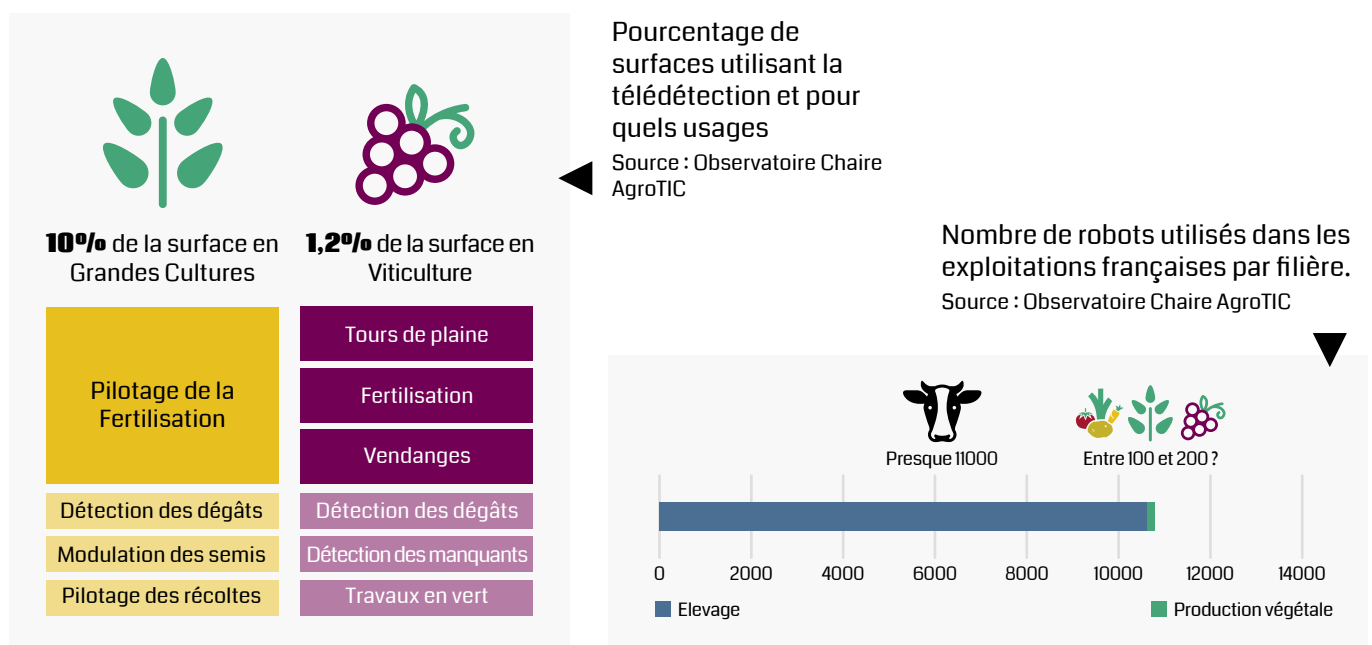 Pourcentage de
surfaces utilisant la
télédétection et pour
quels usages
Source : Observatoire Chaire
AgroTIC
10% de la surface en
Grandes Cultures
Pilotage de la
Fertilisation
Détection des dégâts
Modulation des semis
Pilotage des récoltes
1,2% de la surface en
Viticulture
Tours de plaine
Fertilisation
Vendanges
Détection des dégâts
Détection des manquants
Travaux en vert
Nombre de robots utilisés dans les
exploitations françaises par filière.
Source : Observatoire Chaire AgroTIC
Presque 11000
Entre 100 et 200 ?
0 2000 4000 6000 8000 10000 12000 14000
Elevage
Production végétale